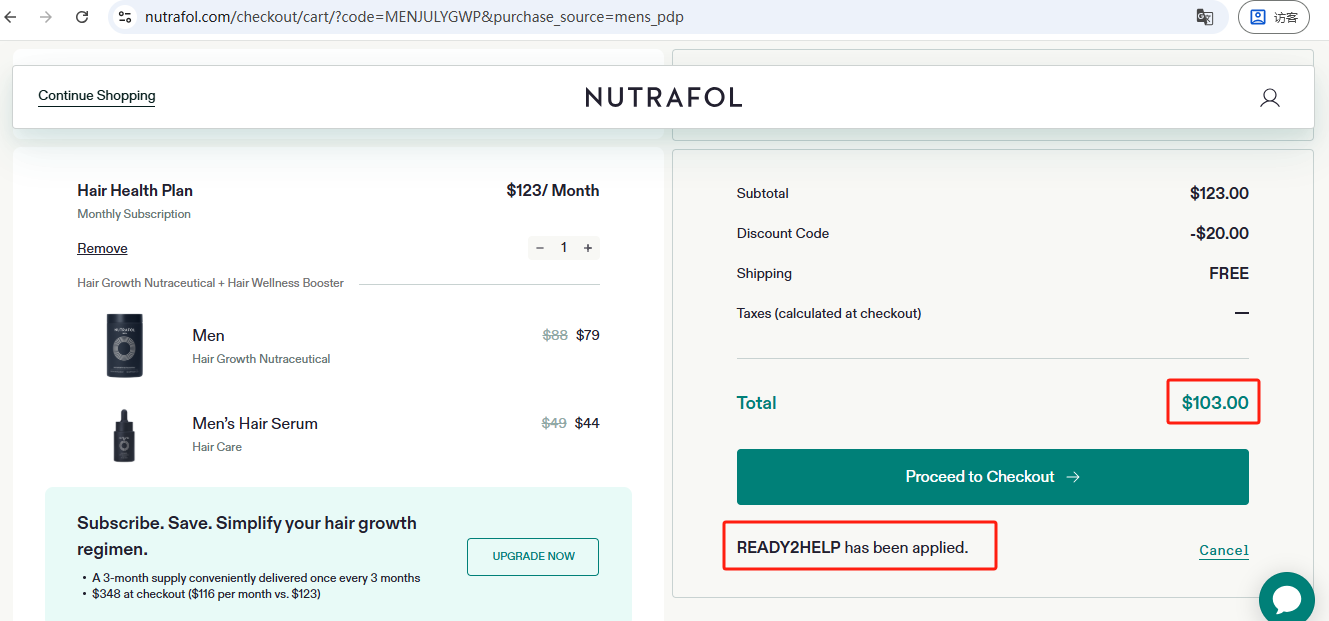 nutrafol.com/checkout/cart/?code=MENJULYGWP&purchase_source=mens_pdp
访客
Continue Shopping
NUTRAFOL
Hair Health Plan
$123/ Month
Monthly Subscription
Remove
− 1 +
Hair Growth Nutraceutical + Hair Wellness Booster
Men
$88 $79
Hair Growth Nutraceutical
Men’s Hair Serum
$49 $44
Hair Care
Subscribe. Save. Simplify your hair growth
regimen.
UPGRADE NOW
• A 3-month supply conveniently delivered once every 3 months
• $348 at checkout ($116 per month vs. $123)
Subtotal
$123.00
Discount Code
-$20.00
Shipping
FREE
Taxes (calculated at checkout)
—
Total
$103.00
Proceed to Checkout →
READY2HELP has been applied.
Cancel